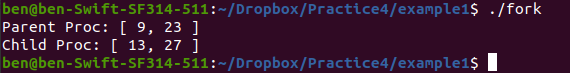 ben@ben-Swift-SF314-511:~/Dropbox/Practice4/example1$ ./fork
Parent Proc: [ 9, 23 ]
Child Proc: [ 13, 27 ]
ben@ben-Swift-SF314-511:~/Dropbox/Practice4/example1$